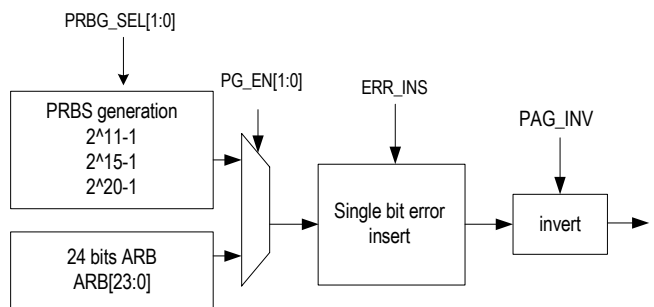 PRBG_SEL[1:0]
PG_EN[1:0]
ERR_INS
PAG_INV
PRBS generation
2^11-1
2^15-1
2^20-1
Single bit error
insert
invert
24 bits ARB
ARB[23:0]